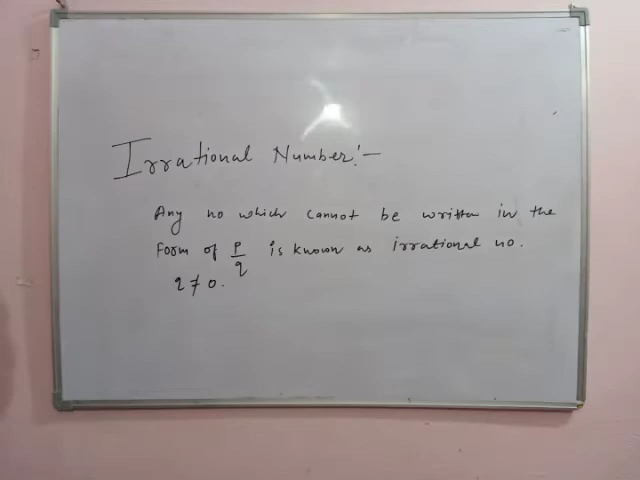 Irrational Number:-
Any no which cannot be written in the
Form of p/q is known as irrational no.
q≠0.